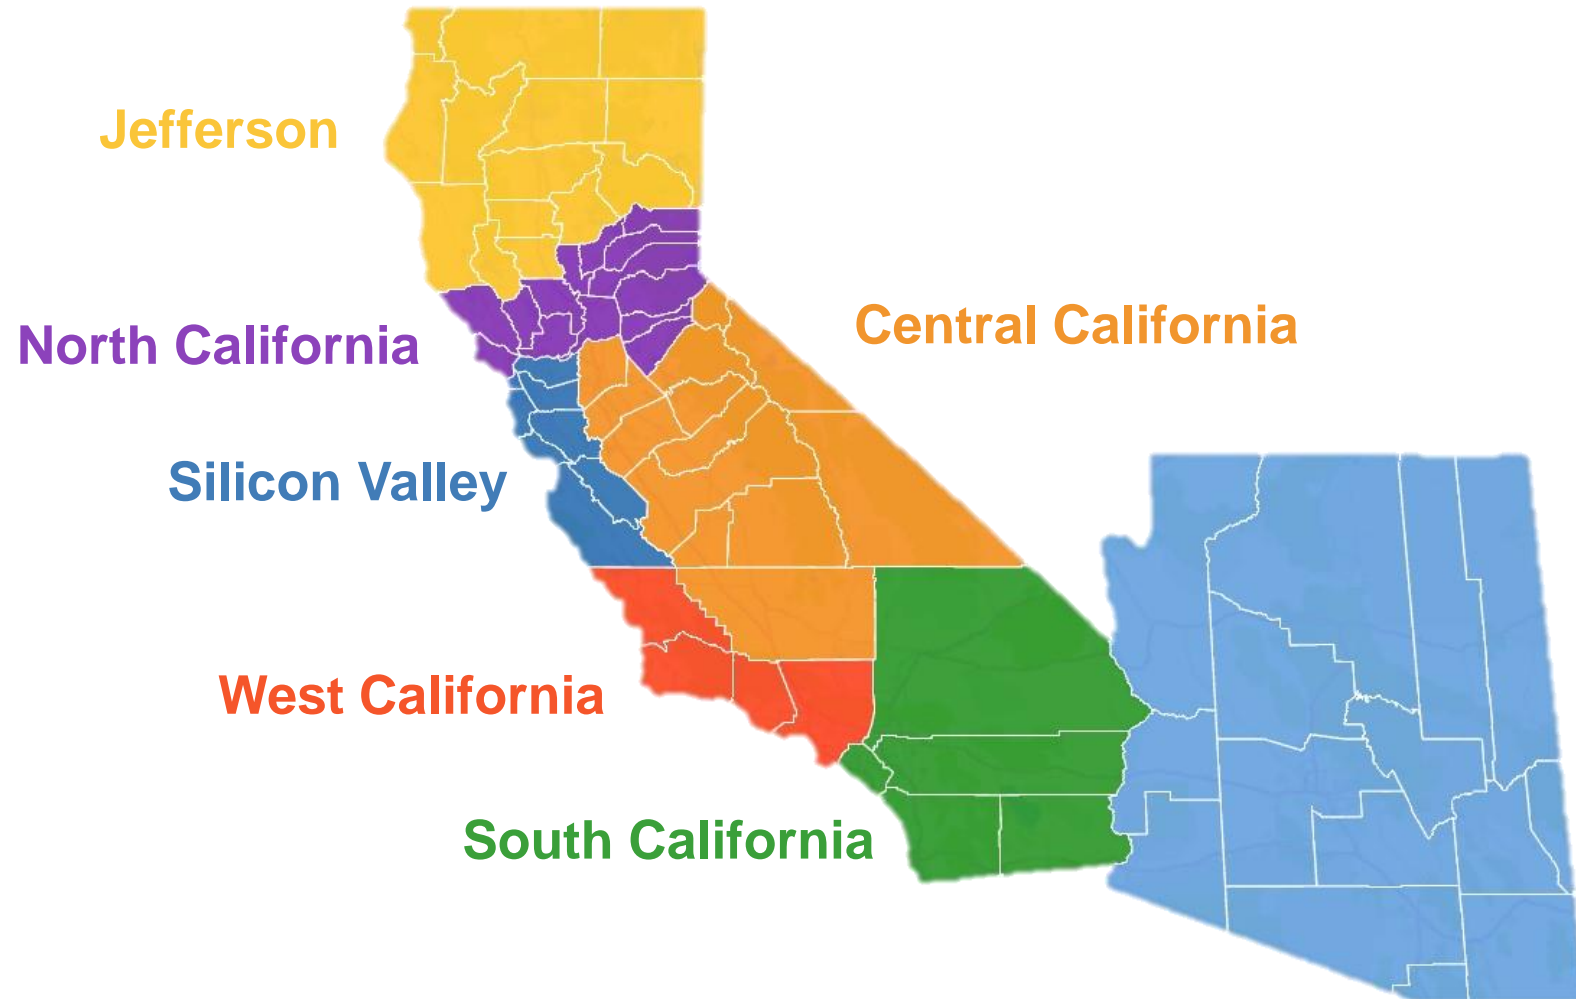 Jefferson
North California
Central California
Silicon Valley
West California
South California